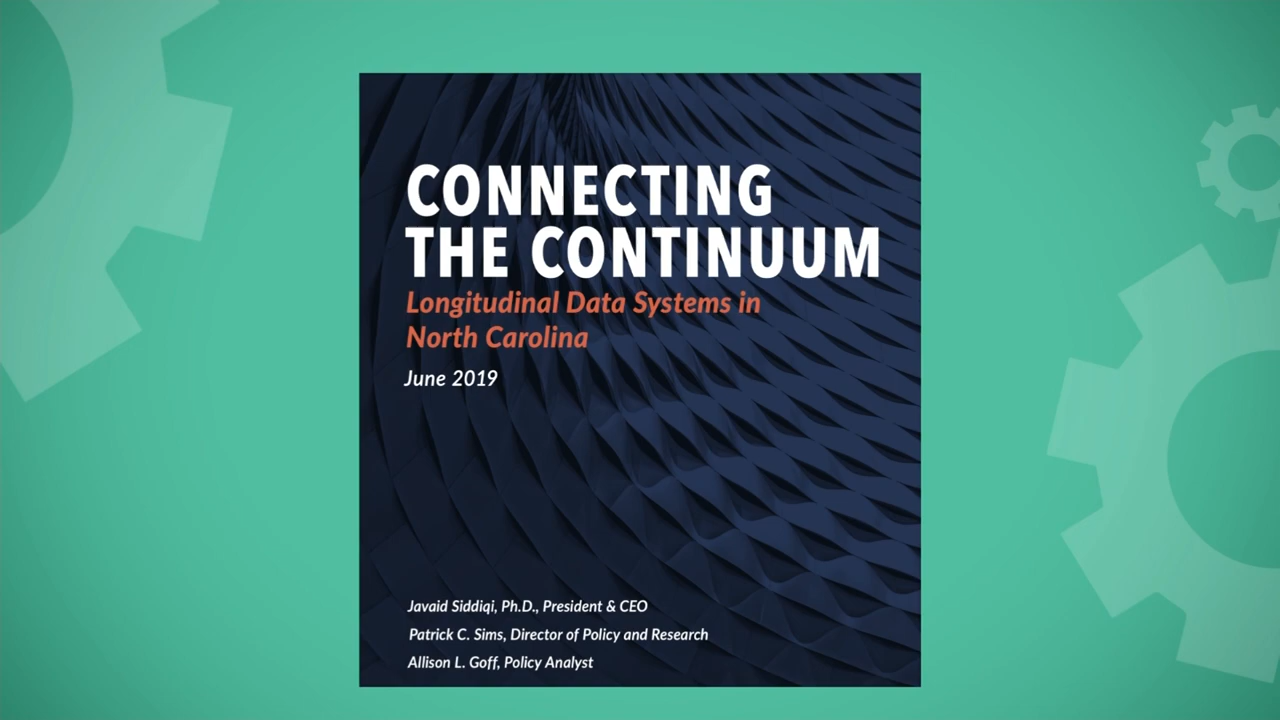 CONNECTING
THE CONTINUUM
Longitudinal Data Systems in
North Carolina
June 2019
Javaid Siddiqi, Ph.D., President & CEO
Patrick C. Sims, Director of Policy and Research
Allison L. Goff, Policy Analyst